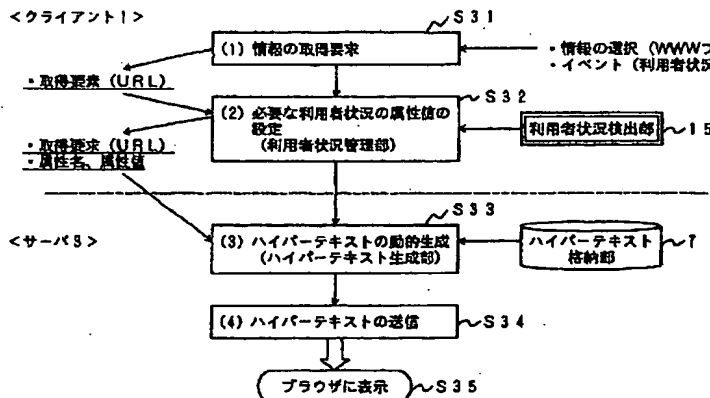 <クライアント1>
S31
(1) 情報の取得要求
・情報の選択 (WWWブ
・イベント (利用者状況
・取得要素 (URL)
S32
(2) 必要な利用者状況の属性値の
設定
(利用者状況管理部)
利用者状況検出部
15
・取得要求 (URL)
・属性名、属性値
S33
<サーバ3>
(3) ハイパーテキストの動的生成
(ハイパーテキスト生成部)
ハイパーテキスト
格納部
7
(4) ハイパーテキストの送信
S34
ブラウザに表示
S35